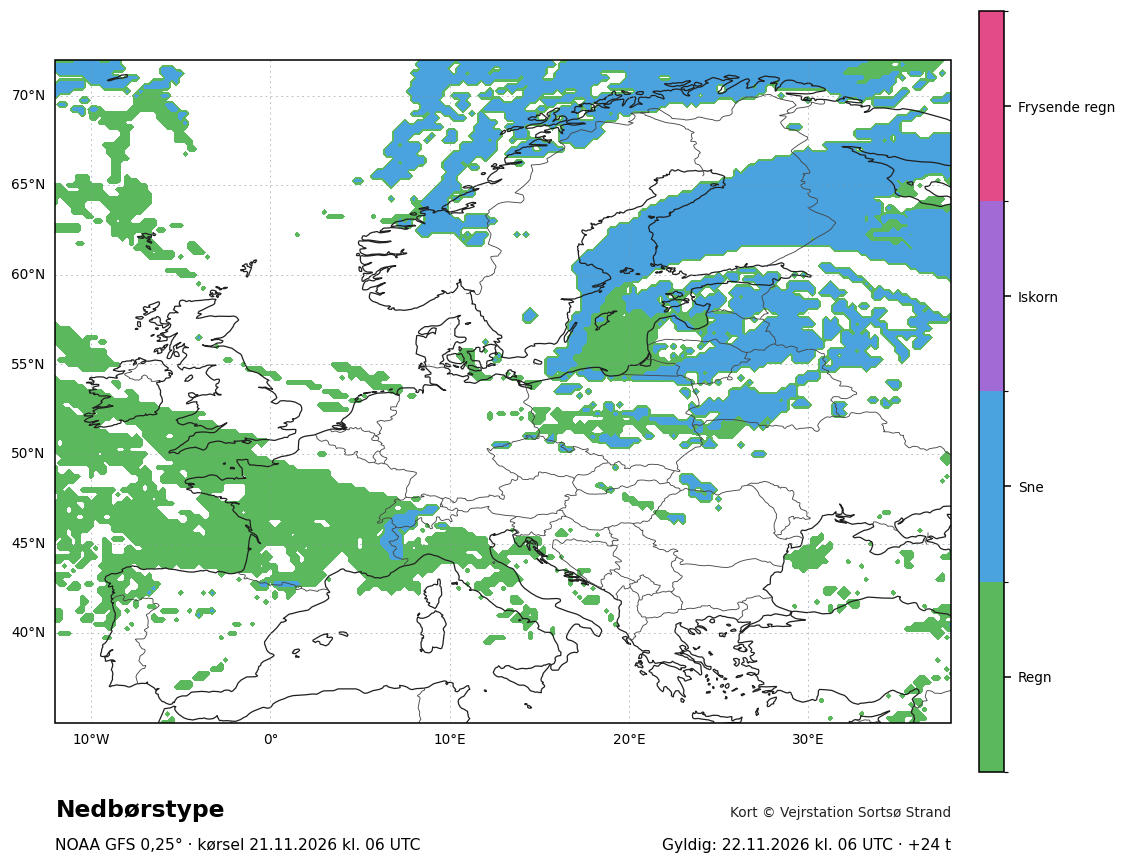 70°N
65°N
60°N
55°N
50°N
45°N
40°N
10°W
0°
10°E
20°E
30°E
Frysende regn
Iskorn
Sne
Regn
Nedbørstype
Kort © Vejrstation Sortsø Strand
NOAA GFS 0,25° · kørsel 21.11.2026 kl. 06 UTC
Gyldig: 22.11.2026 kl. 06 UTC · +24 t